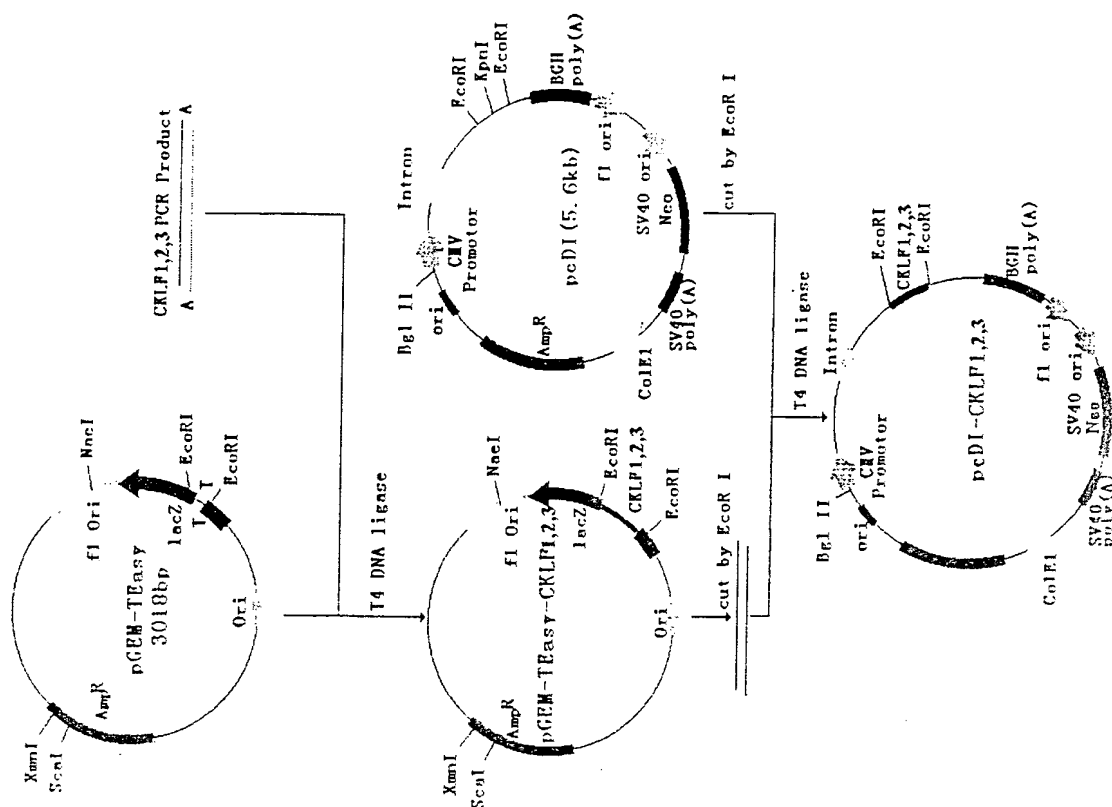 CKLF1,2,3 PCR Product
A
A
NaeI
f1 Ori
EcoRI
T
lacZ
T
EcoRI
pGEM-TEasy
3018bp
Ori
AmpR
XmnI
ScaI
T4 DNA ligase
NaeI
f1 Ori
EcoRI
lacZ
CKLF1,2,3
EcoRI
pGEM-TEasy-CKLF1,2,3
Ori
AmpR
XmnI
ScaI
cut by EcoR I
EcoRI
KpnI
EcoRI
BGH
poly(A)
f1 ori
SV40 ori
Neo
SV40
poly(A)
ColE1
AmpR
ori
Bgl II
CMV
Promotor
Intron
pcDI(5.6kb)
cut by EcoR I
T4 DNA ligase
EcoRI
CKLF1,2,3
EcoRI
BGH
poly(A)
f1 ori
SV40 ori
Neo
SV40
poly(A)
ColE1
ori
Bgl II
CMV
Promotor
Intron
pcDI-CKLF1,2,3